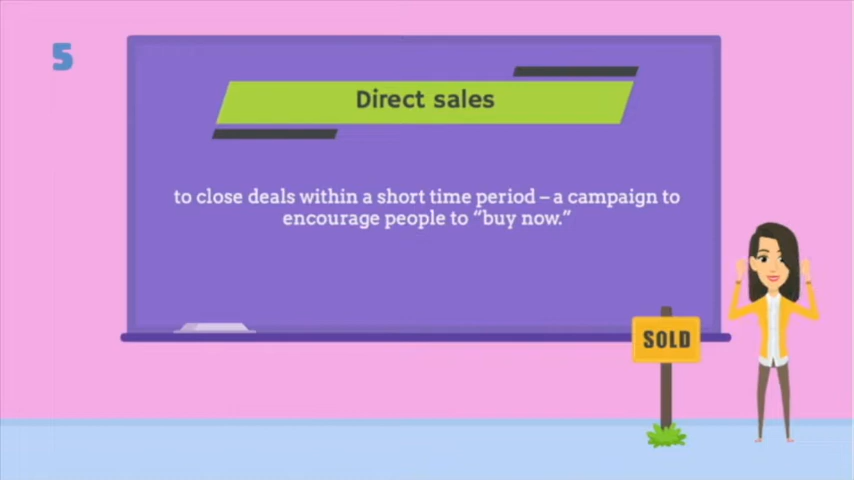 5
Direct sales
to close deals within a short time period – a campaign to
encourage people to “buy now.”
SOLD